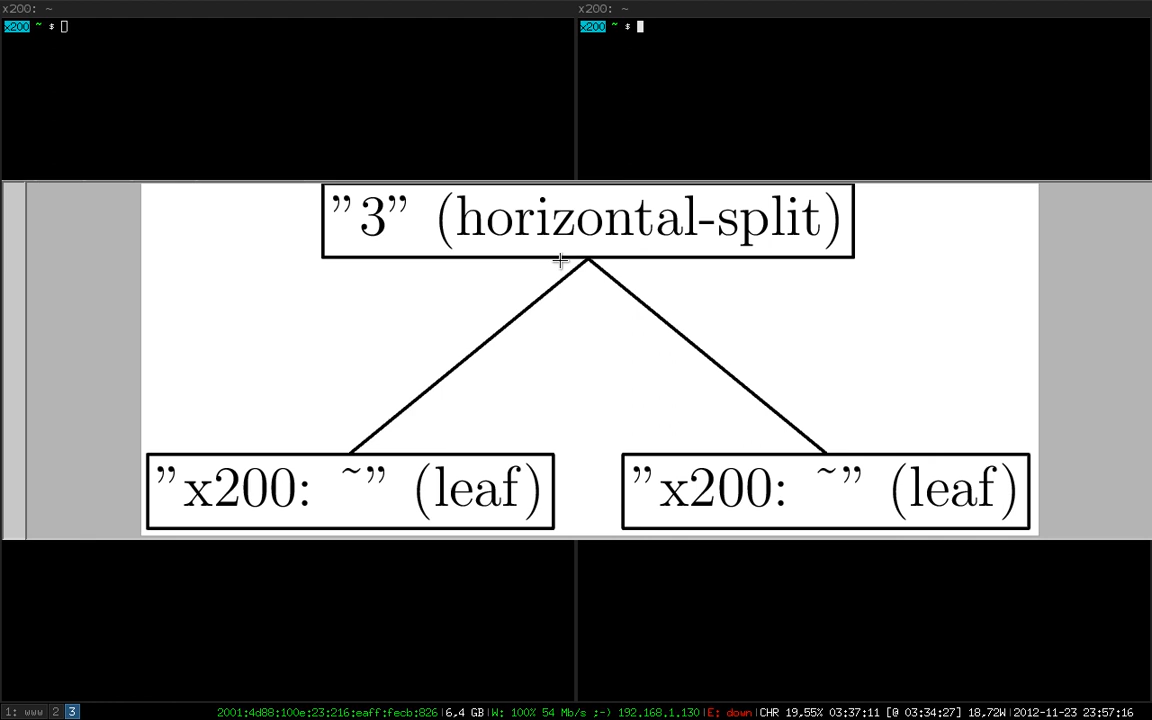 x200: ~
x200: ~
x200 ~ $
x200 ~ $
"3" (horizontal-split)
"x200: ~" (leaf)
"x200: ~" (leaf)
1: www 2 3
2001:4d88:100e:23:216:eaff:fecb:826|6,4 GB|W: 100% 54 Mb/s ;-) 192.168.1.130|E: down|CHR 19,55% 03:37:11 [@ 03:34:27] 18,72W|2012-11-23 23:57:16